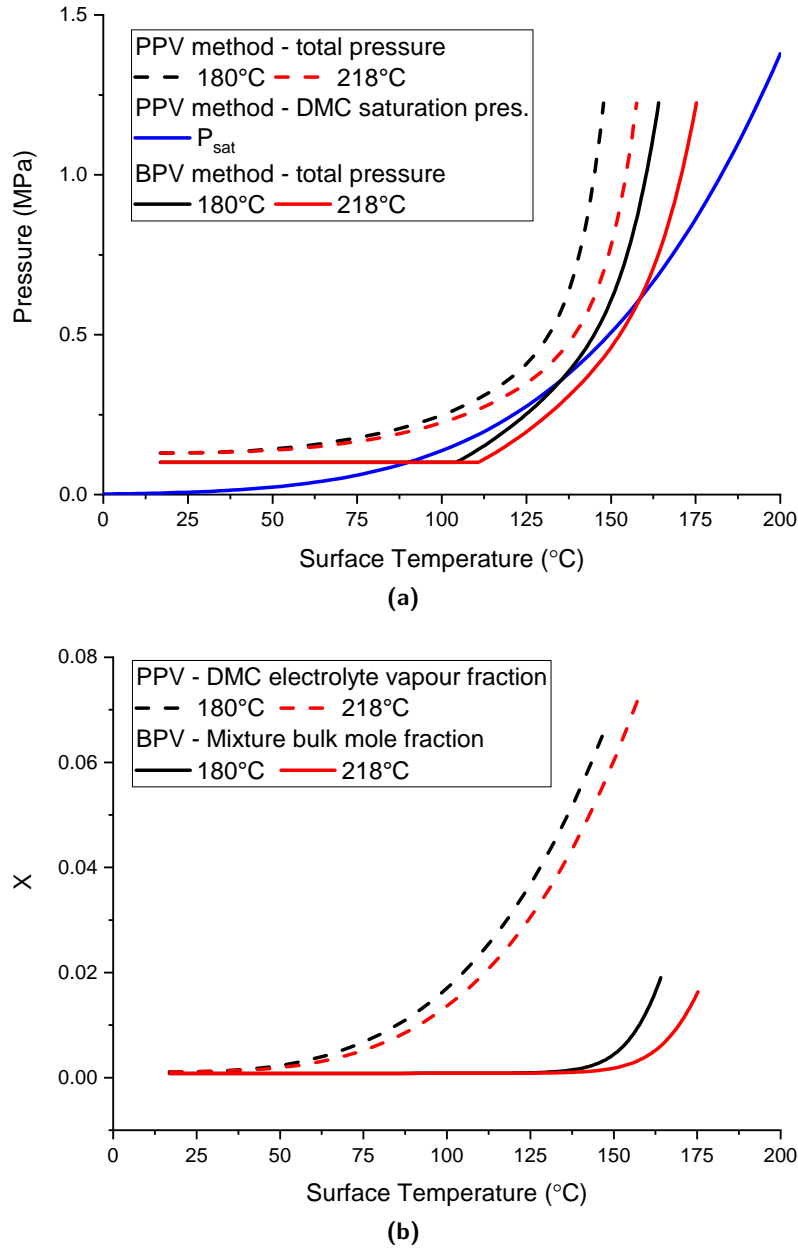 1.5
1.0
0.5
0.0
Pressure (MPa)
PPV method - total pressure
180°C 218°C
PPV method - DMC saturation pres.
P_sat
BPV method - total pressure
180°C 218°C
0 25 50 75 100 125 150 175 200
Surface Temperature (°C)
(a)
0.08
0.06
0.04
0.02
0.00
X
PPV - DMC electrolyte vapour fraction
180°C 218°C
BPV - Mixture bulk mole fraction
180°C 218°C
0 25 50 75 100 125 150 175 200
Surface Temperature (°C)
(b)